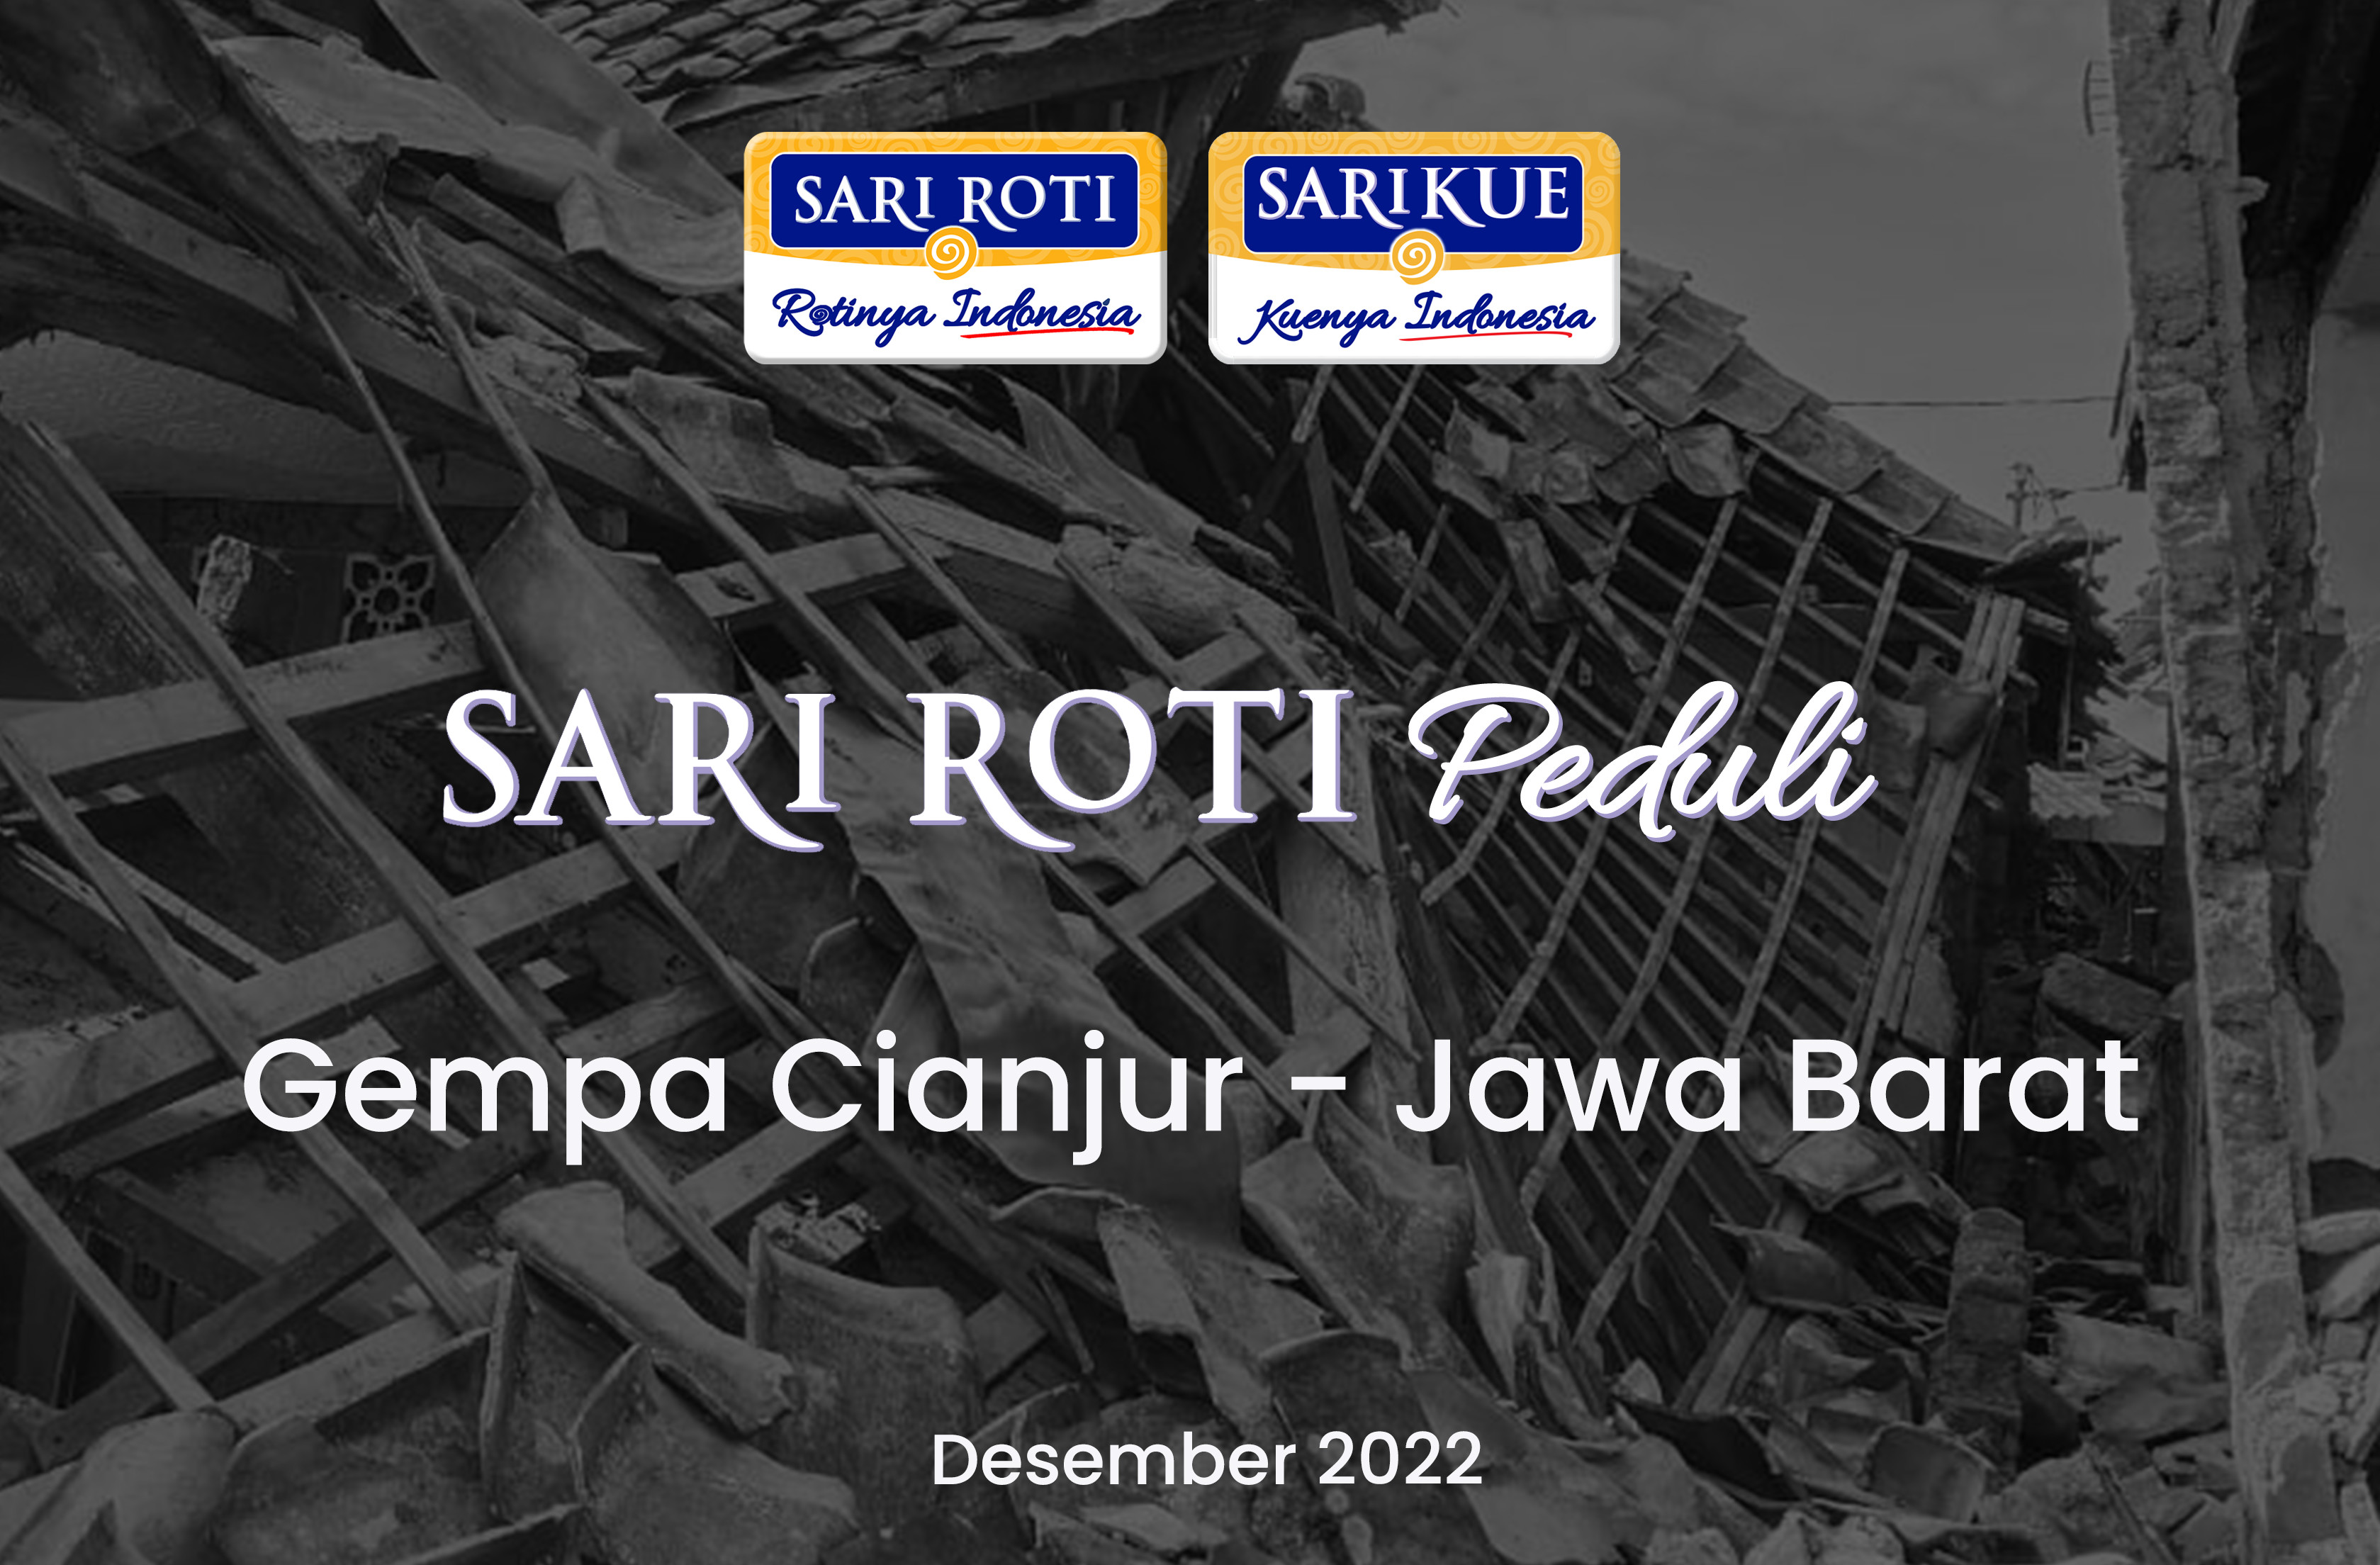 SARI ROTI
Rotinya Indonesia
SARI KUE
Kuenya Indonesia
SARI ROTI Peduli
Gempa Cianjur - Jawa Barat
Desember 2022